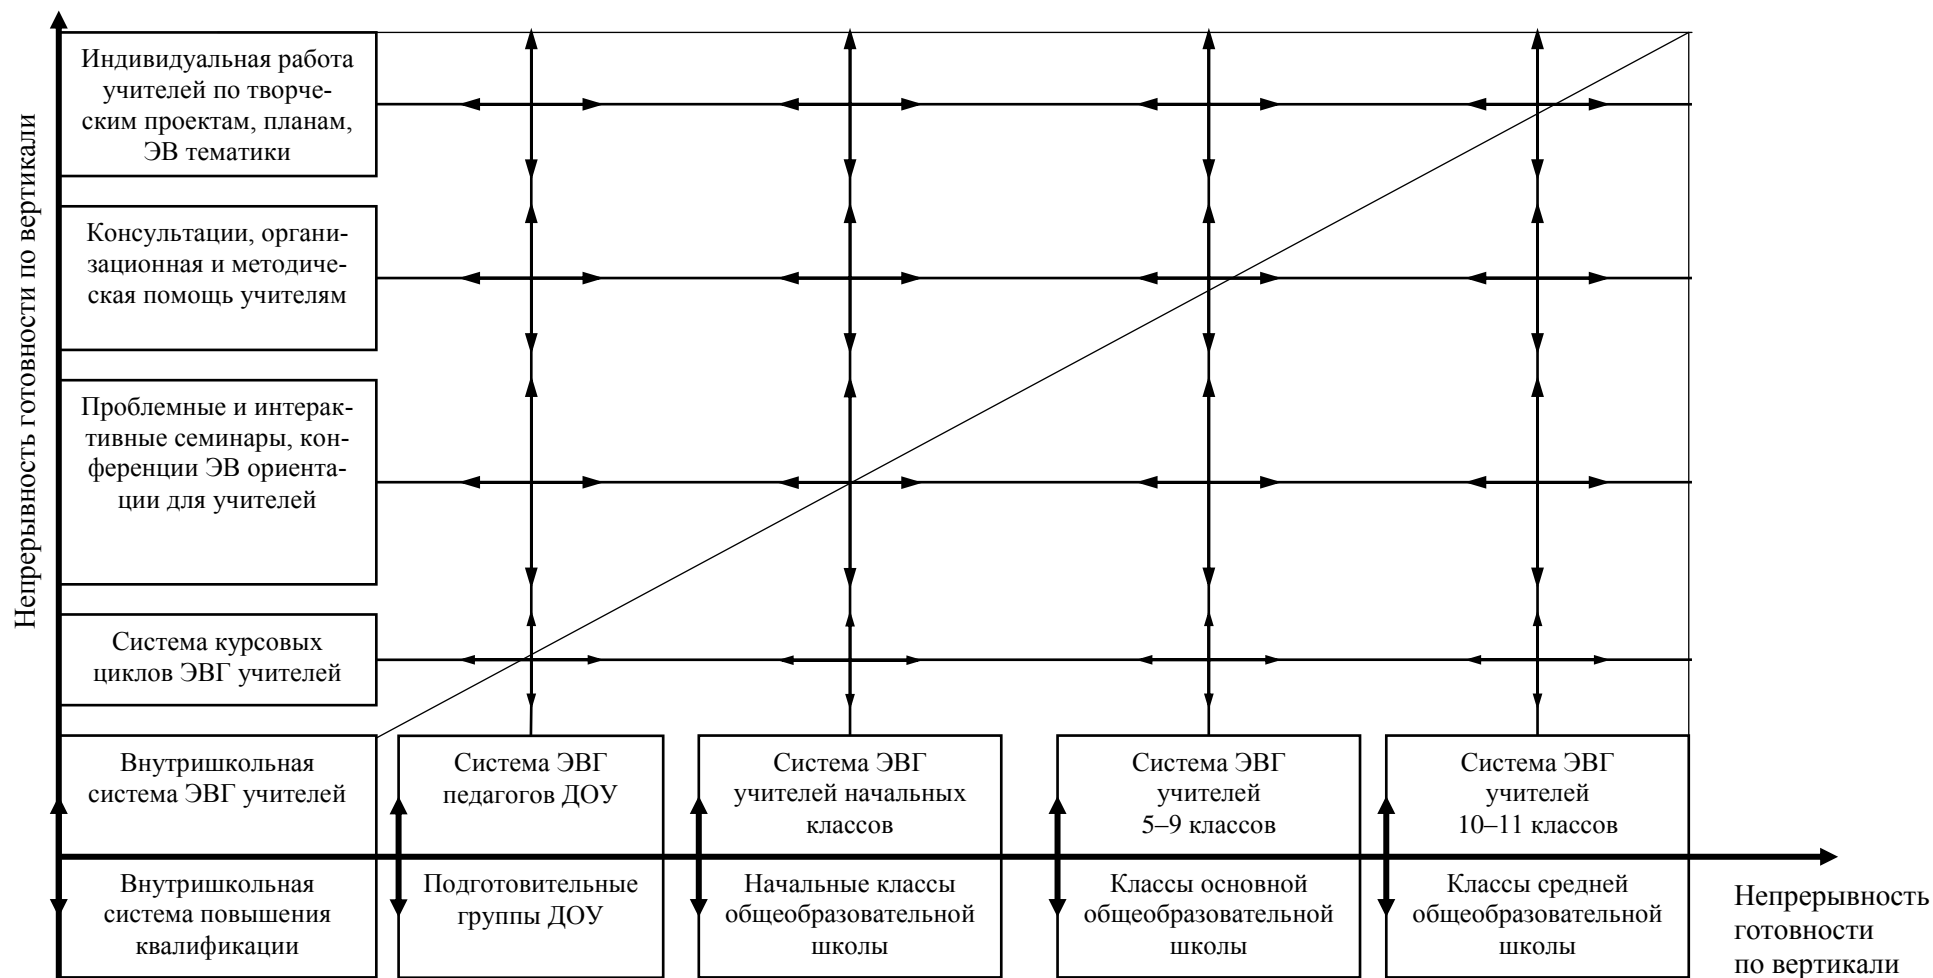 Непрерывность готовности по вертикали
Индивидуальная работа
учителей по творче-
ским проектам, планам,
ЭВ тематики
Консультации, органи-
зационная и методиче-
ская помощь учителям
Проблемные и интерак-
тивные семинары, кон-
ференции ЭВ ориента-
ции для учителей
Система курсовых
циклов ЭВГ учителей
Внутришкольная
система ЭВГ учителей
Система ЭВГ
педагогов ДОУ
Система ЭВГ
учителей начальных
классов
Система ЭВГ
учителей
5–9 классов
Система ЭВГ
учителей
10–11 классов
Внутришкольная
система повышения
квалификации
Подготовительные
группы ДОУ
Начальные классы
общеобразовательной
школы
Классы основной
общеобразовательной
школы
Классы средней
общеобразовательной
школы
Непрерывность
готовности
по вертикали